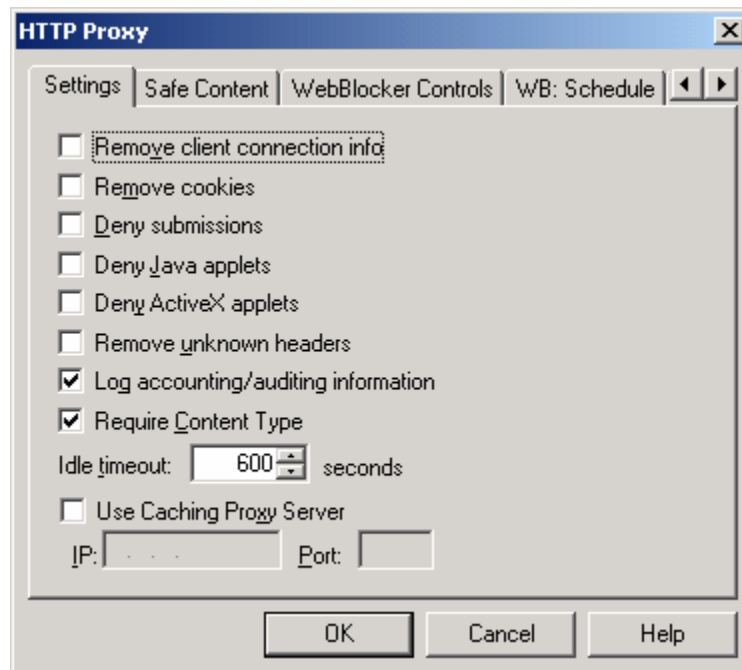 HTTP Proxy
Settings Safe Content WebBlocker Controls WB: Schedule
Remove client connection info
Remove cookies
Deny submissions
Deny Java applets
Deny ActiveX applets
Remove unknown headers
Log accounting/auditing information
Require Content Type
Idle timeout: 600 seconds
Use Caching Proxy Server
IP: . . . Port:
OK Cancel Help